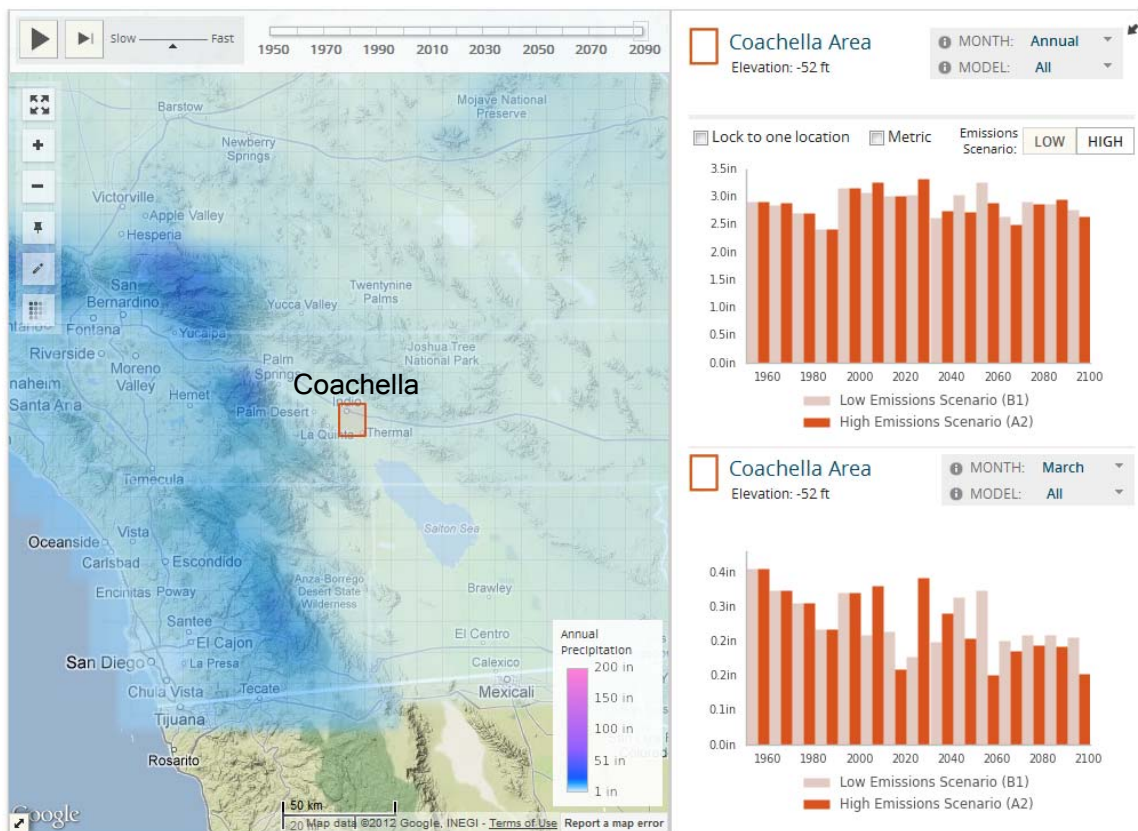 Slow Fast
1950 1970 1990 2010 2030 2050 2070 2090
Barstow
Mojave National
Preserve
Newberry
Springs
Victorville
Apple Valley
Hesperia
San
Bernardino
Fontana
Yucaipa
Yucca Valley
Twentynine
Palms
Riverside
Moreno
Valley
Palm
Springs
Joshua Tree
National Park
Coachella
naheim
Santa Ana
Hemet
Palm Desert
Indio
La Quinta
Thermal
Temecula
Salton Sea
Oceanside
Vista
Carlsbad
Escondido
Encinitas
Poway
Anza-Borrego
Desert State
Wilderness
Brawley
Santee
El Cajon
El Centro
San Diego
La Presa
Calexico
Chula Vista
Tecate
Mexicali
Tijuana
Rosarito
Annual
Precipitation
200 in
150 in
100 in
51 in
1 in
50 km
Google
Map data ©2012 Google, INEGI - Terms of Use Report a map error
Coachella Area
Elevation: -52 ft
MONTH: Annual
MODEL: All
Lock to one location Metric Emissions
Scenario: LOW HIGH
3.5in
3.0in
2.5in
2.0in
1.5in
1.0in
0.5in
0.0in
1960 1980 2000 2020 2040 2060 2080 2100
Low Emissions Scenario (B1)
High Emissions Scenario (A2)
Coachella Area
Elevation: -52 ft
MONTH: March
MODEL: All
0.4in
0.3in
0.2in
0.2in
0.1in
0.0in
1960 1980 2000 2020 2040 2060 2080 2100
Low Emissions Scenario (B1)
High Emissions Scenario (A2)